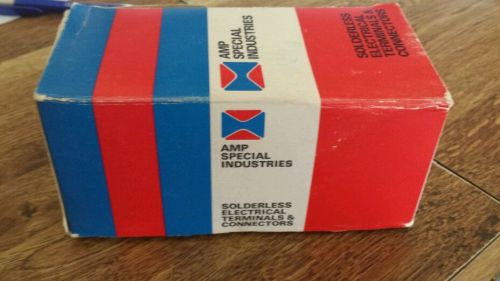 AMP
SPECIAL
INDUSTRIES
SOLDERLESS
ELECTRICAL
TERMINALS &
CONNECTORS
AMP
SPECIAL
INDUSTRIES
SOLDERLESS
ELECTRICAL
TERMINALS &
CONNECTORS